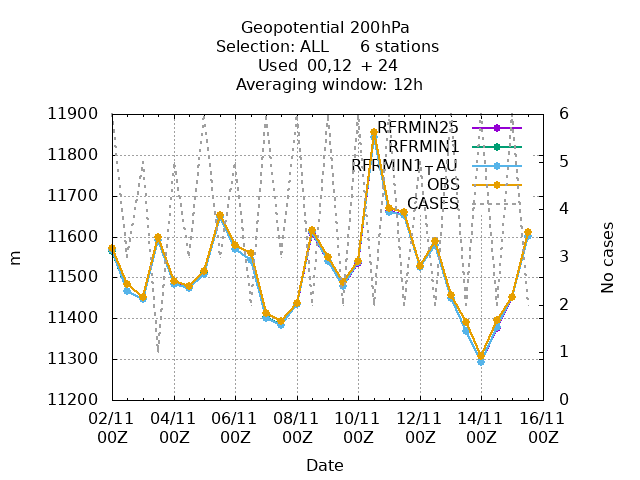 Geopotential 200hPa
Selection: ALL 6 stations
Used 00,12 + 24
Averaging window: 12h
11900
11800
11700
11600
11500
11400
11300
11200
m
6
5
4
3
2
1
0
No cases
RFRMIN25
RFRMIN1
RFRMIN1-TAU
OBS
CASES
02/11 04/11 06/11 08/11 10/11 12/11 14/11 16/11
00Z 00Z 00Z 00Z 00Z 00Z 00Z 00Z
Date